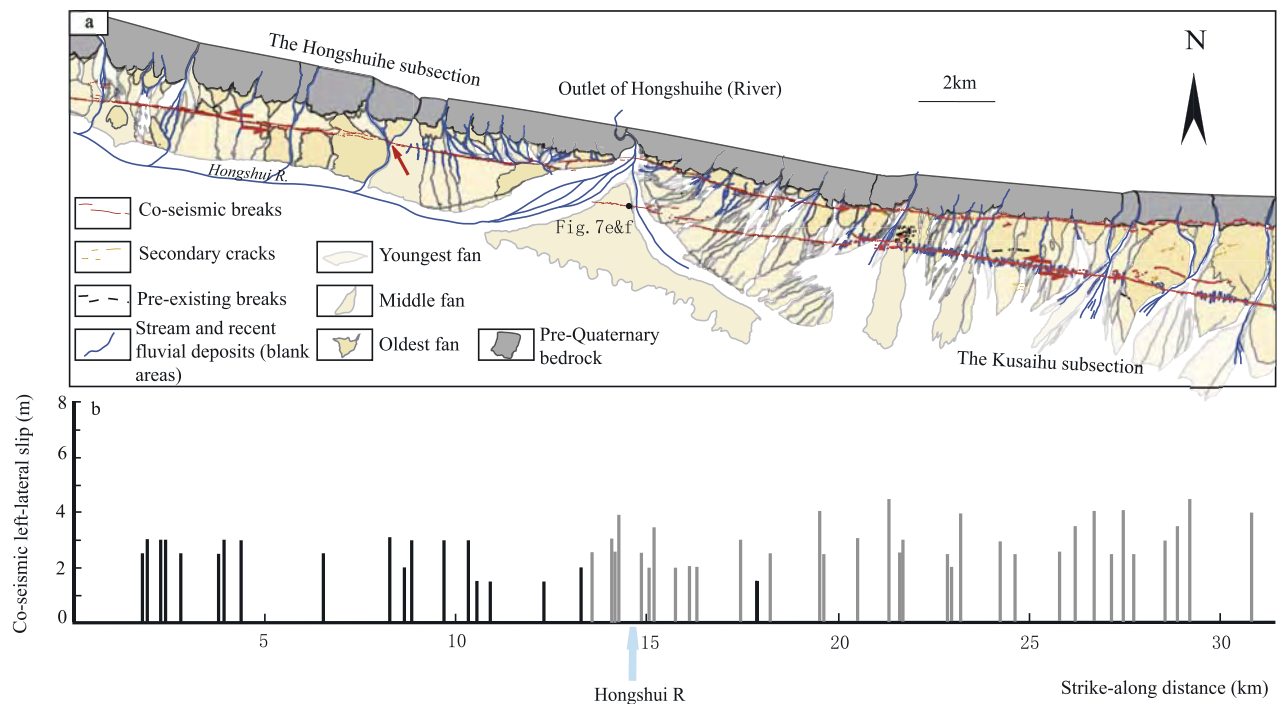 a
The Hongshuihe subsection
N
Outlet of Hongshuihe (River)
2km
Hongshui R.
Fig. 7e&f
Co-seismic breaks
Secondary cracks
Pre-existing breaks
Stream and recent
fluvial deposits (blank
areas)
Youngest fan
Middle fan
Oldest fan
Pre-Quaternary
bedrock
The Kusaihu subsection
b
Co-seismic left-lateral slip (m)
8
6
4
2
0
5
10
15
20
25
30
Hongshui R
Strike-along distance (km)